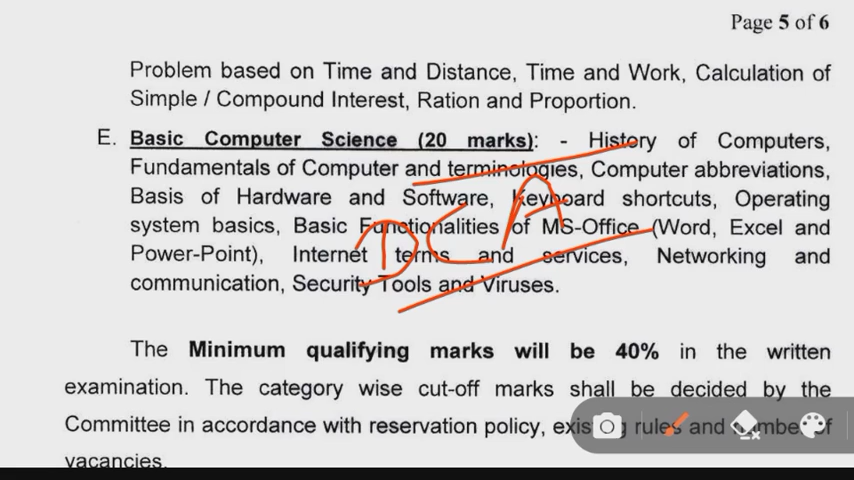 Page 5 of 6
Problem based on Time and Distance, Time and Work, Calculation of
Simple / Compound Interest, Ration and Proportion.
E. Basic Computer Science (20 marks): - History of Computers,
Fundamentals of Computer and terminologies, Computer abbreviations,
Basis of Hardware and Software, Keyboard shortcuts, Operating
system basics, Basic Functionalities of MS-Office (Word, Excel and
Power-Point), Internet terms and services, Networking and
communication, Security Tools and Viruses.
DCA
The Minimum qualifying marks will be 40% in the written
examination. The category wise cut-off marks shall be decided by the
Committee in accordance with reservation policy, existing rules and number of
vacancies.